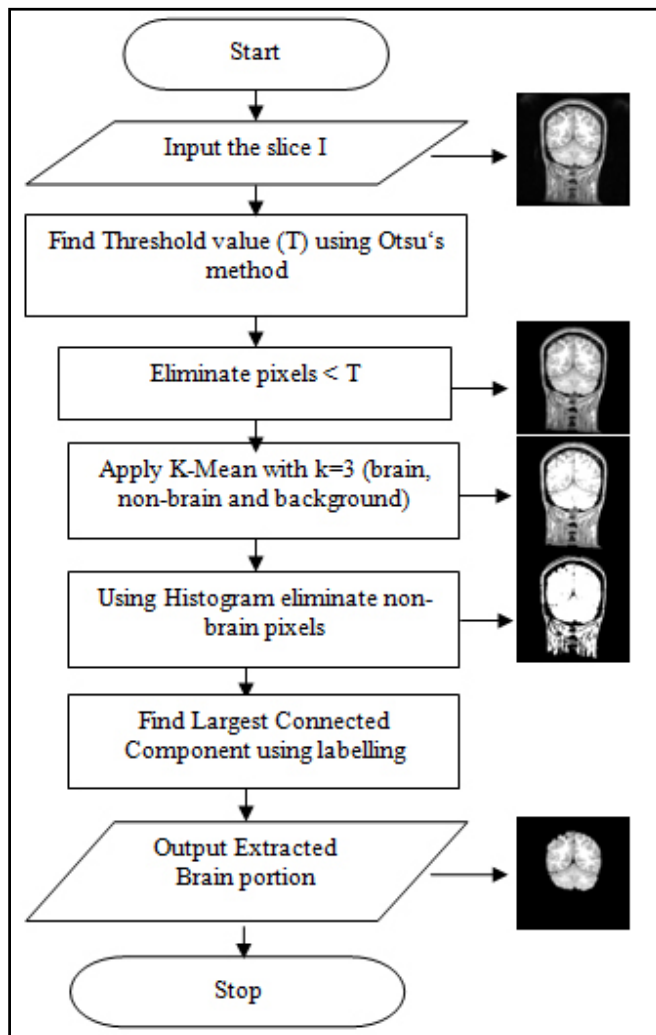 Start
Input the slice I
Find Threshold value (T) using Otsu‘s
method
Eliminate pixels < T
Apply K-Mean with k=3 (brain,
non-brain and background)
Using Histogram eliminate non-
brain pixels
Find Largest Connected
Component using labelling
Output Extracted
Brain portion
Stop